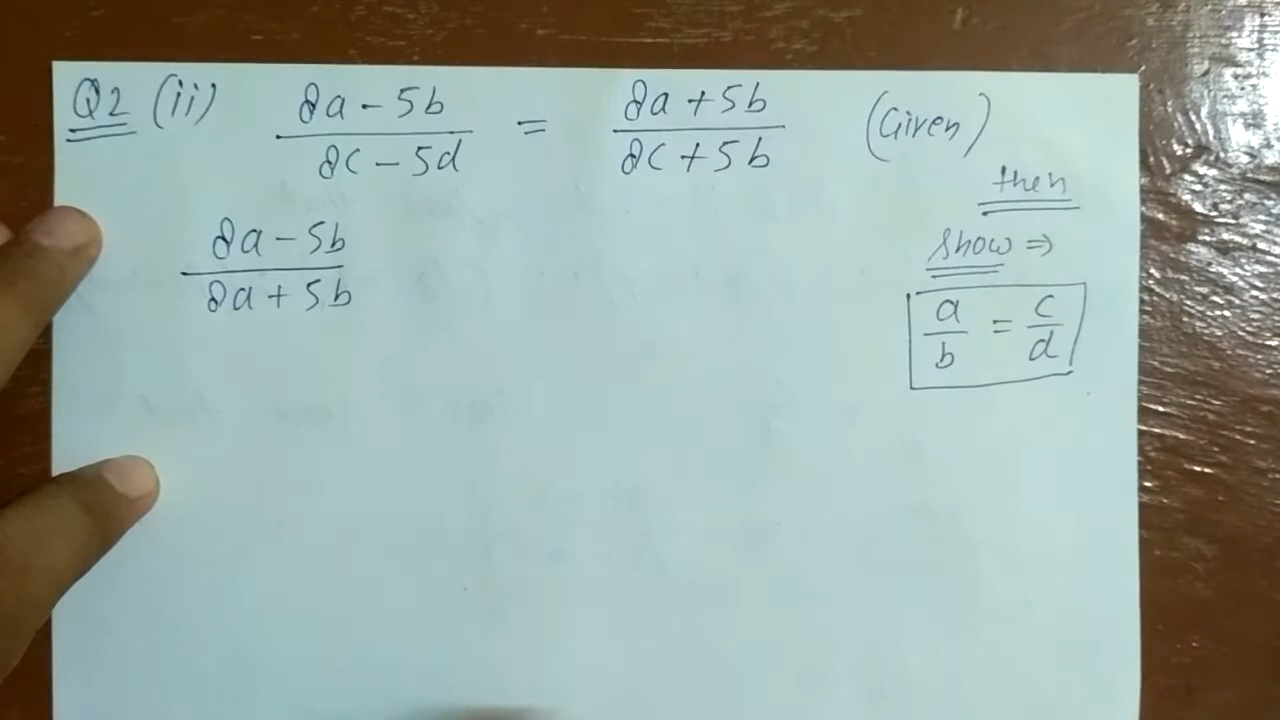 Q2 (ii) 8a - 5b / 8c - 5d = 8a + 5b / 8c + 5b (Given)
then
8a - 5b / 8a + 5b
show ⇒
a/b = c/d